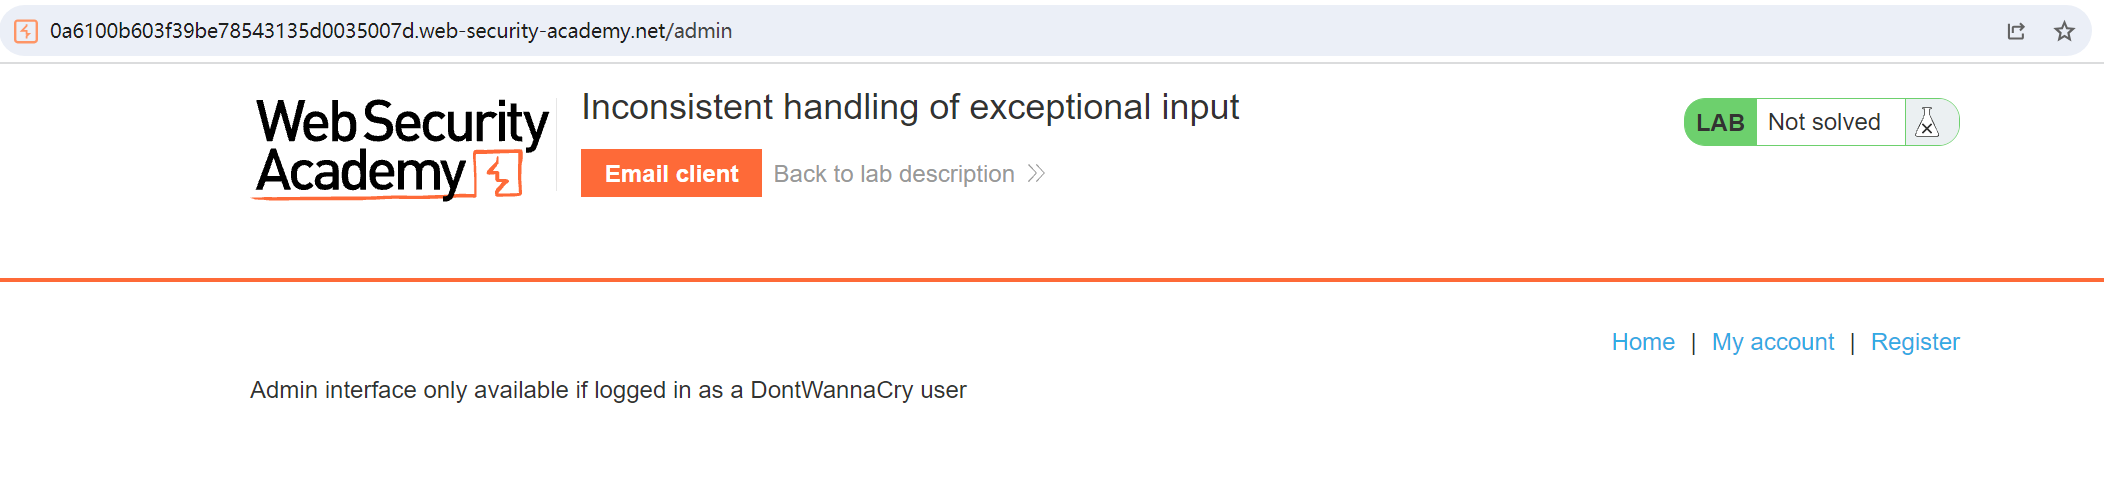 0a6100b603f39be78543135d0035007d.web-security-academy.net/admin
Web Security
Academy
Inconsistent handling of exceptional input
Email client
Back to lab description
LAB Not solved
Home | My account | Register
Admin interface only available if logged in as a DontWannaCry user